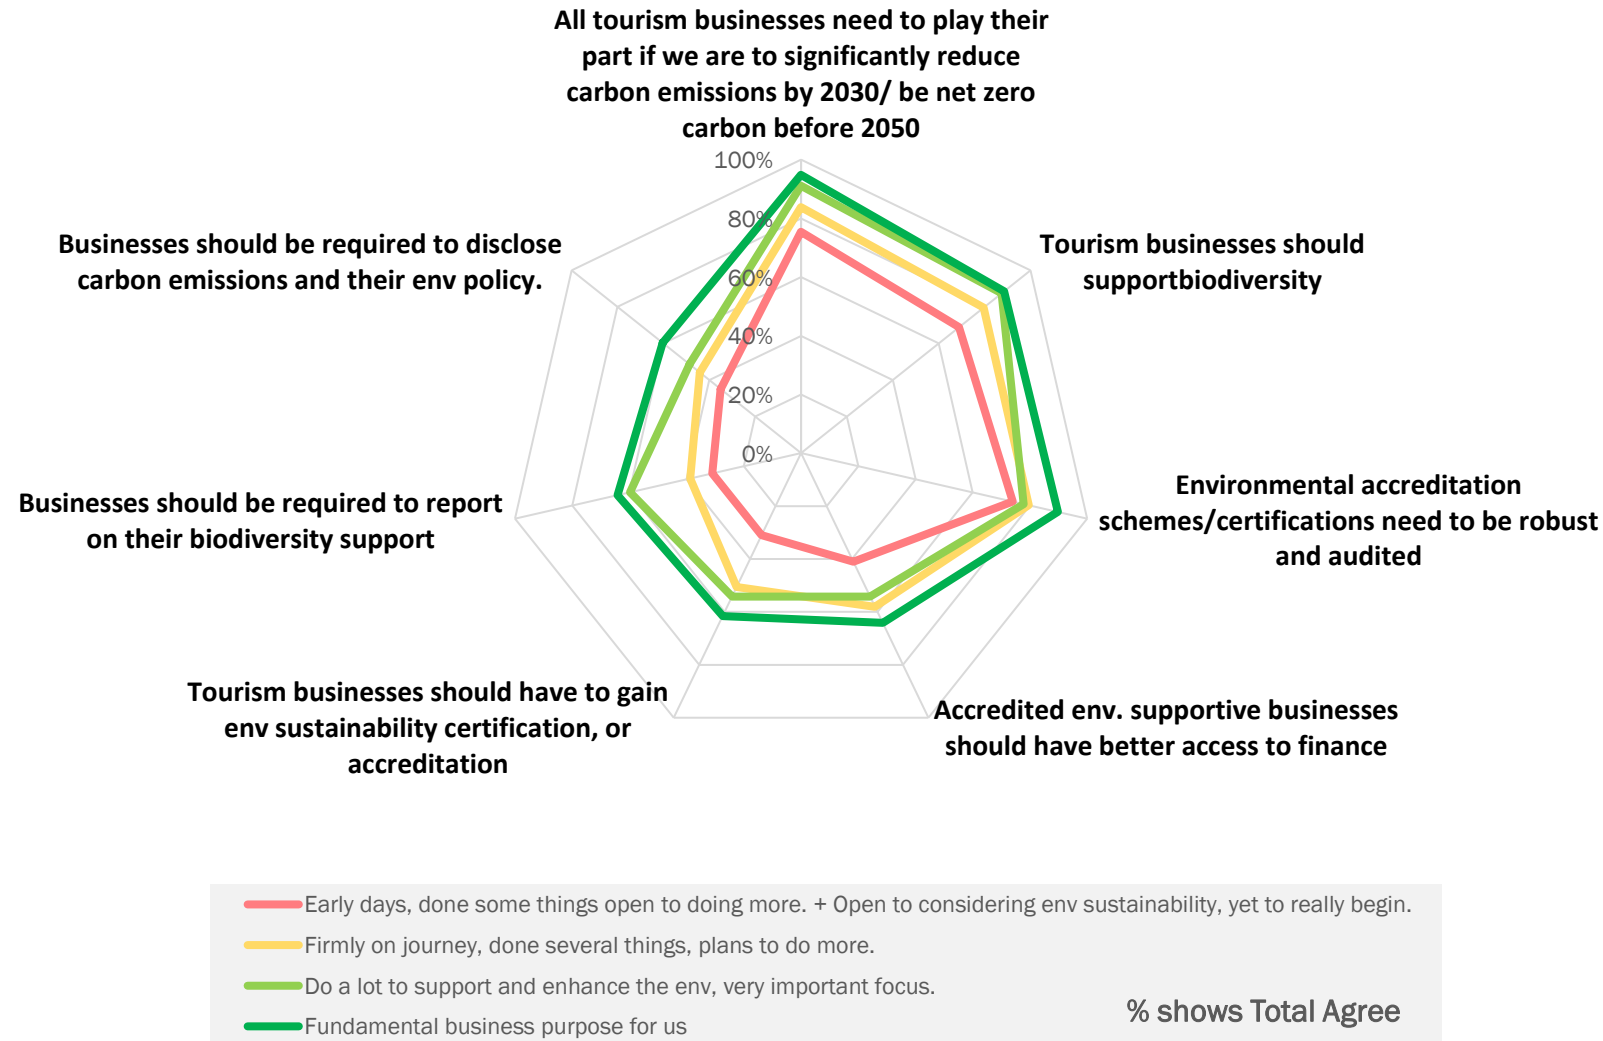 All tourism businesses need to play their
part if we are to significantly reduce
carbon emissions by 2030/ be net zero
carbon before 2050
100%
80%
60%
40%
20%
0%
Tourism businesses should
supportbiodiversity
Environmental accreditation
schemes/certifications need to be robust
and audited
Accredited env. supportive businesses
should have better access to finance
Tourism businesses should have to gain
env sustainability certification, or
accreditation
Businesses should be required to report
on their biodiversity support
Businesses should be required to disclose
carbon emissions and their env policy.
Early days, done some things open to doing more. + Open to considering env sustainability, yet to really begin.
Firmly on journey, done several things, plans to do more.
Do a lot to support and enhance the env, very important focus.
Fundamental business purpose for us
% shows Total Agree